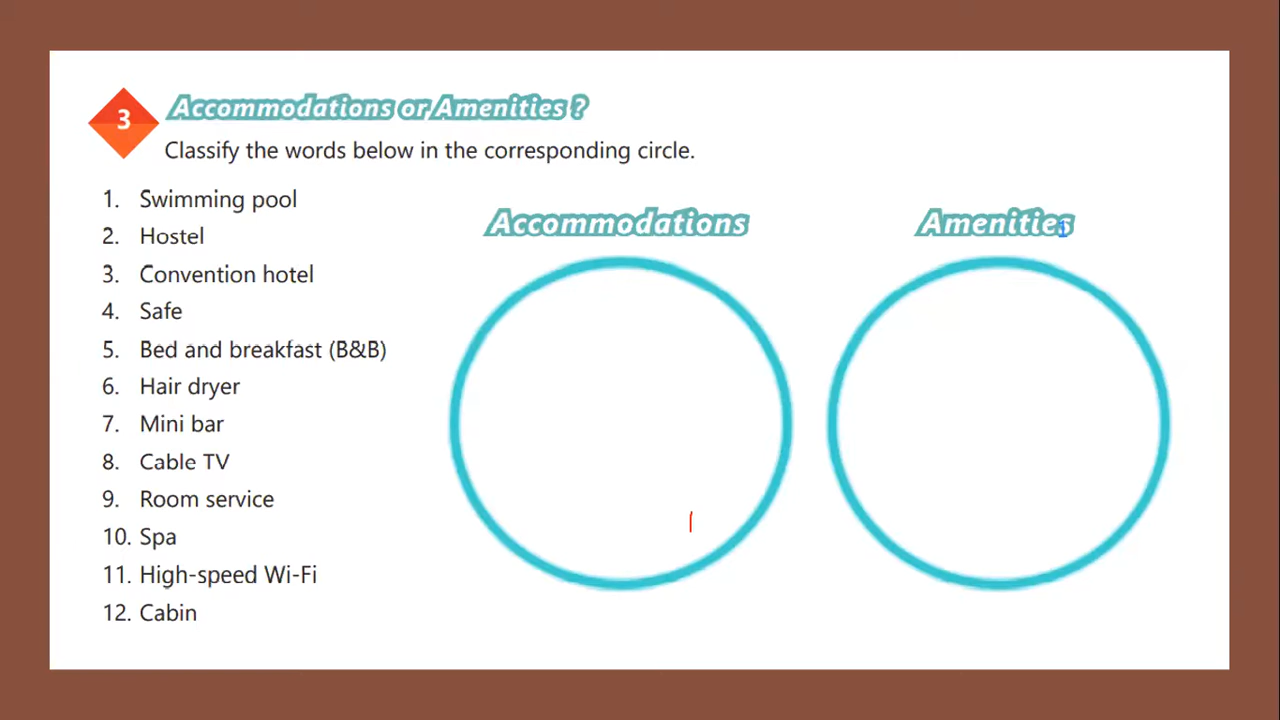 3
Accommodations or Amenities ?
Classify the words below in the corresponding circle.
1. Swimming pool
2. Hostel
3. Convention hotel
4. Safe
5. Bed and breakfast (B&B)
6. Hair dryer
7. Mini bar
8. Cable TV
9. Room service
10. Spa
11. High-speed Wi-Fi
12. Cabin
Accommodations
Amenities
1